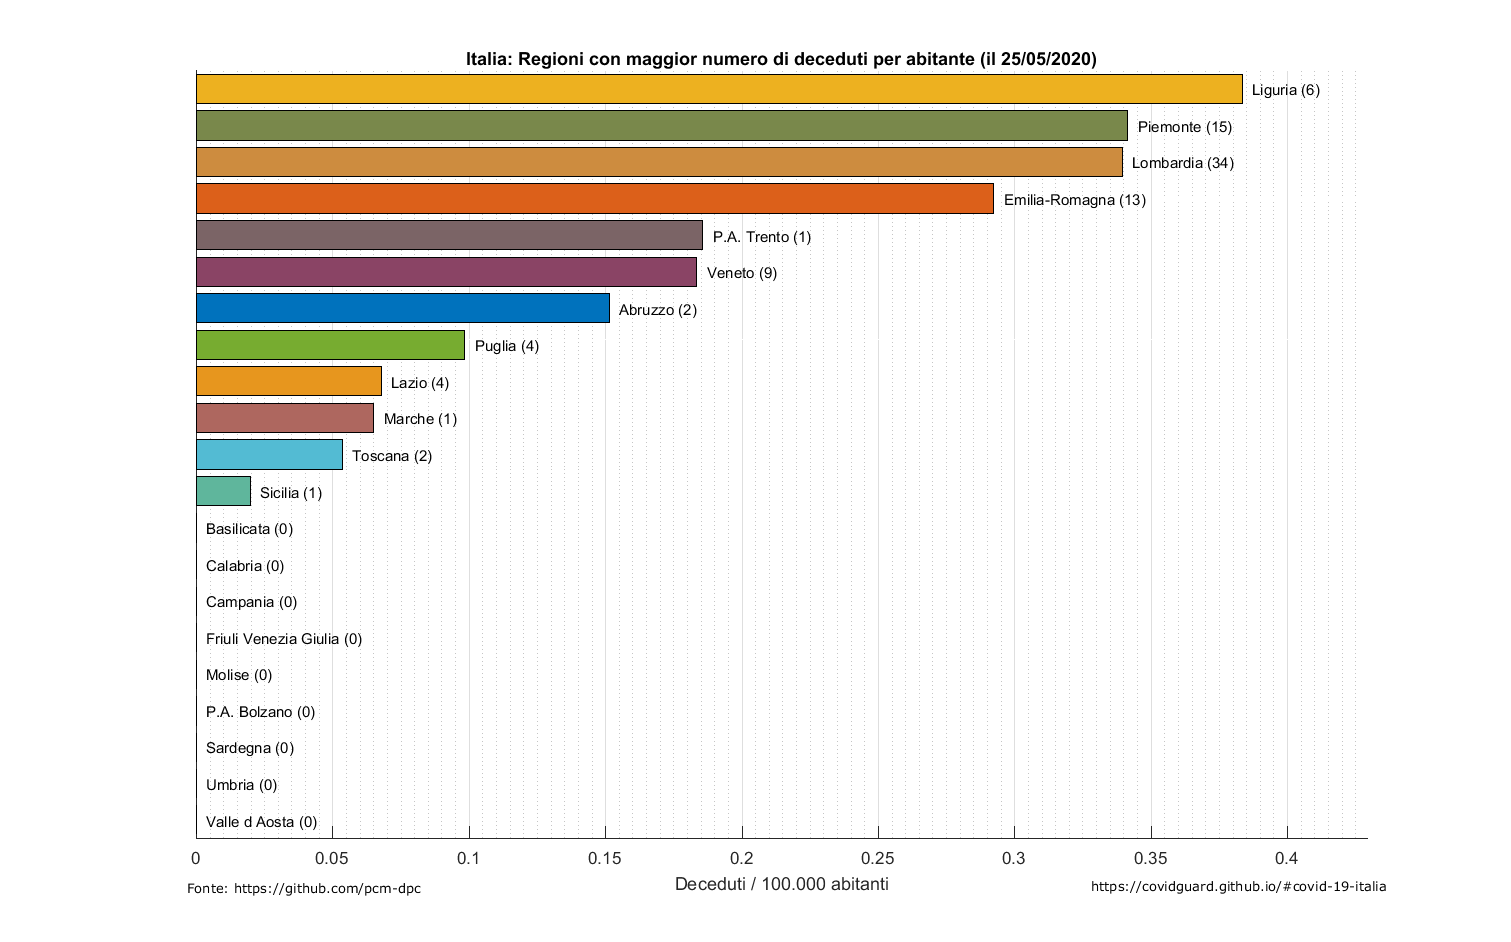 Italia: Regioni con maggior numero di deceduti per abitante (il 25/05/2020)
Liguria (6)
Piemonte (15)
Lombardia (34)
Emilia-Romagna (13)
P.A. Trento (1)
Veneto (9)
Abruzzo (2)
Puglia (4)
Lazio (4)
Marche (1)
Toscana (2)
Sicilia (1)
Basilicata (0)
Calabria (0)
Campania (0)
Friuli Venezia Giulia (0)
Molise (0)
P.A. Bolzano (0)
Sardegna (0)
Umbria (0)
Valle d Aosta (0)
0 0.05 0.1 0.15 0.2 0.25 0.3 0.35 0.4
Deceduti / 100.000 abitanti
Fonte: https://github.com/pcm-dpc
https://covidguard.github.io/#covid-19-italia